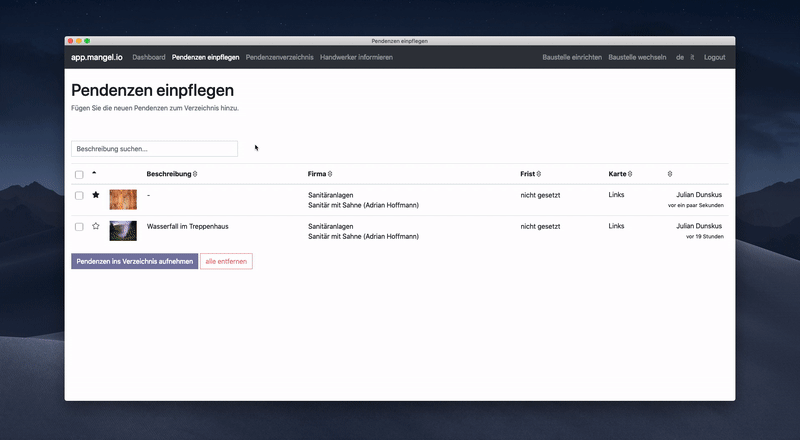 Pendenzen einpflegen
app.mangel.io Dashboard Pendenzen einpflegen Pendenzenverzeichnis Handwerker informieren Baustelle einrichten Baustelle wechseln de it Logout
Pendenzen einpflegen
Fügen Sie die neuen Pendenzen zum Verzeichnis hinzu.
Beschreibung suchen...
Beschreibung Firma Frist Karte
- Sanitäranlagen nicht gesetzt Links Julian Dunskus
Sanitär mit Sahne (Adrian Hoffmann) vor ein paar Sekunden
Wasserfall im Treppenhaus Sanitäranlagen nicht gesetzt Links Julian Dunskus
Sanitär mit Sahne (Adrian Hoffmann) vor 19 Stunden
Pendenzen ins Verzeichnis aufnehmen alle entfernen